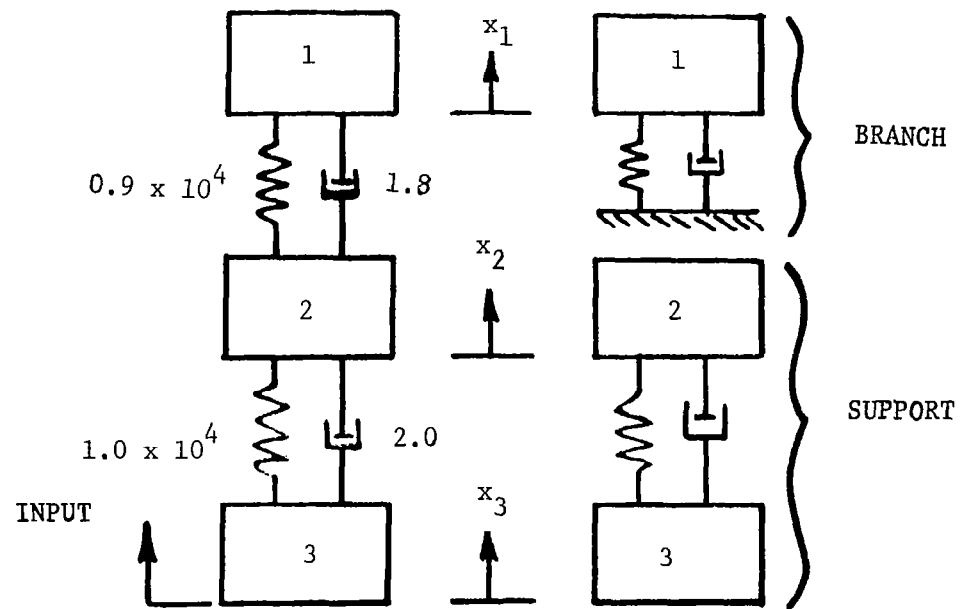 1
x1
1
BRANCH
0.9 x 10^4
1.8
x2
2
2
SUPPORT
1.0 x 10^4
2.0
INPUT
x3
3
3